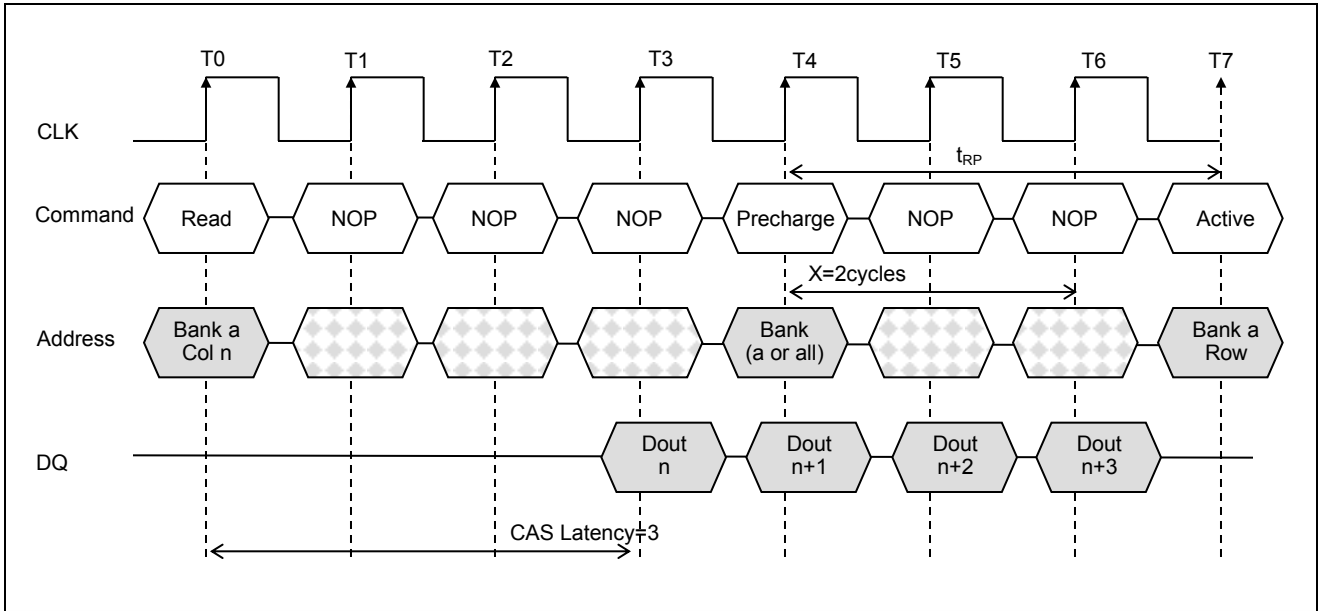 T0 T1 T2 T3 T4 T5 T6 T7
CLK
tRP
Command Read NOP NOP NOP Precharge NOP NOP Active
X=2cycles
Address Bank a Col n Bank (a or all) Bank a Row
DQ Dout n Dout n+1 Dout n+2 Dout n+3
CAS Latency=3